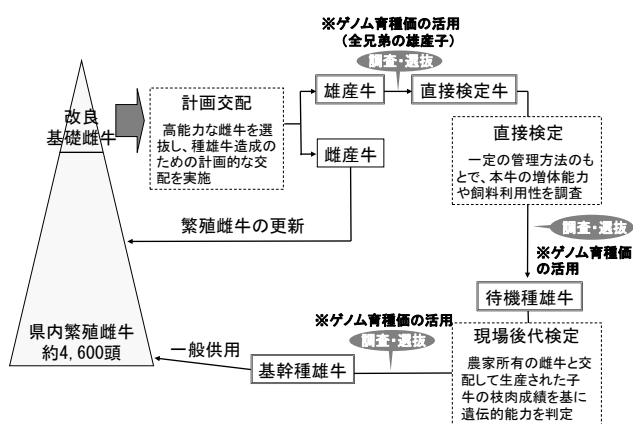 ※ゲノム育種価の活用
（全兄弟の雄産子）
調査・選抜
改良
基礎雌牛
計画交配
高能力な雌牛を選
抜し、種雄牛造成の
ための計画的な交
配を実施
雄産牛
直接検定牛
雌産牛
直接検定
一定の管理方法のも
とで、本牛の増体能力
や飼料利用性を調査
繁殖雌牛の更新
調査・選抜
※ゲノム育種価
の活用
待機種雄牛
県内繁殖雌牛
約4,600頭
一般供用
基幹種雄牛
※ゲノム育種価の活用
調査・選抜
現場後代検定
農家所有の雌牛と交
配して生産された子
牛の枝肉成績を基に
遺伝的能力を判定